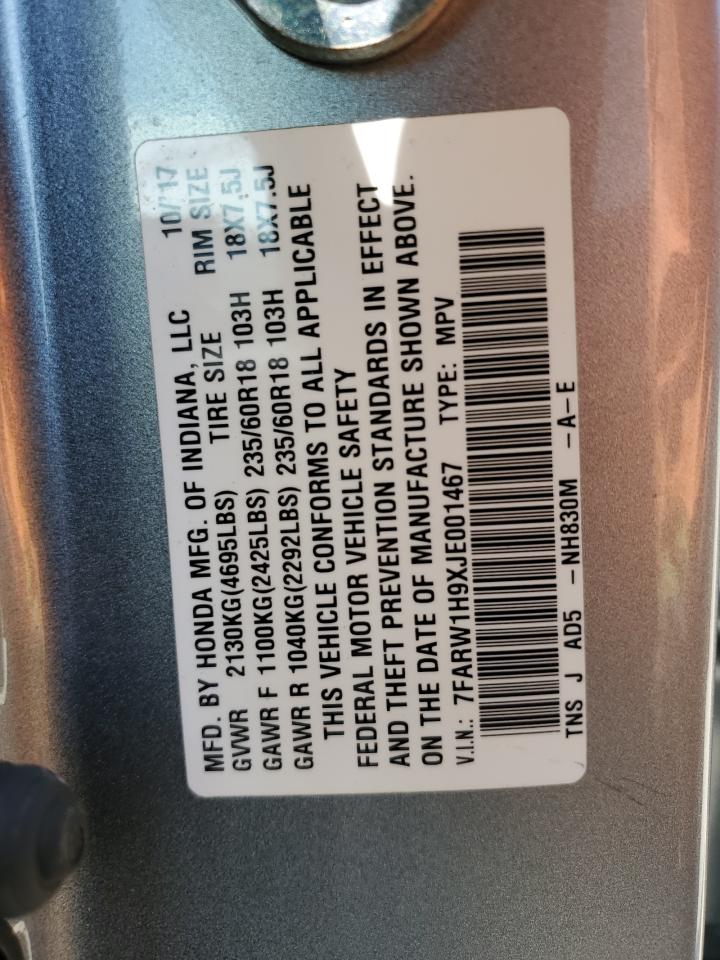 MFD. BY HONDA MFG. OF INDIANA, LLC 10/17
GVWR 2130KG(4695LBS) TIRE SIZE RIM SIZE
GAWR F 1100KG(2425LBS) 235/60R18 103H 18X7.5J
GAWR R 1040KG(2292LBS) 235/60R18 103H 18X7.5J
THIS VEHICLE CONFORMS TO ALL APPLICABLE
FEDERAL MOTOR VEHICLE SAFETY
AND THEFT PREVENTION STANDARDS IN EFFECT
ON THE DATE OF MANUFACTURE SHOWN ABOVE.
V.I.N.: 7FARW1H9XJE001467 TYPE: MPV
TNS J AD5 -NH830M -A-E